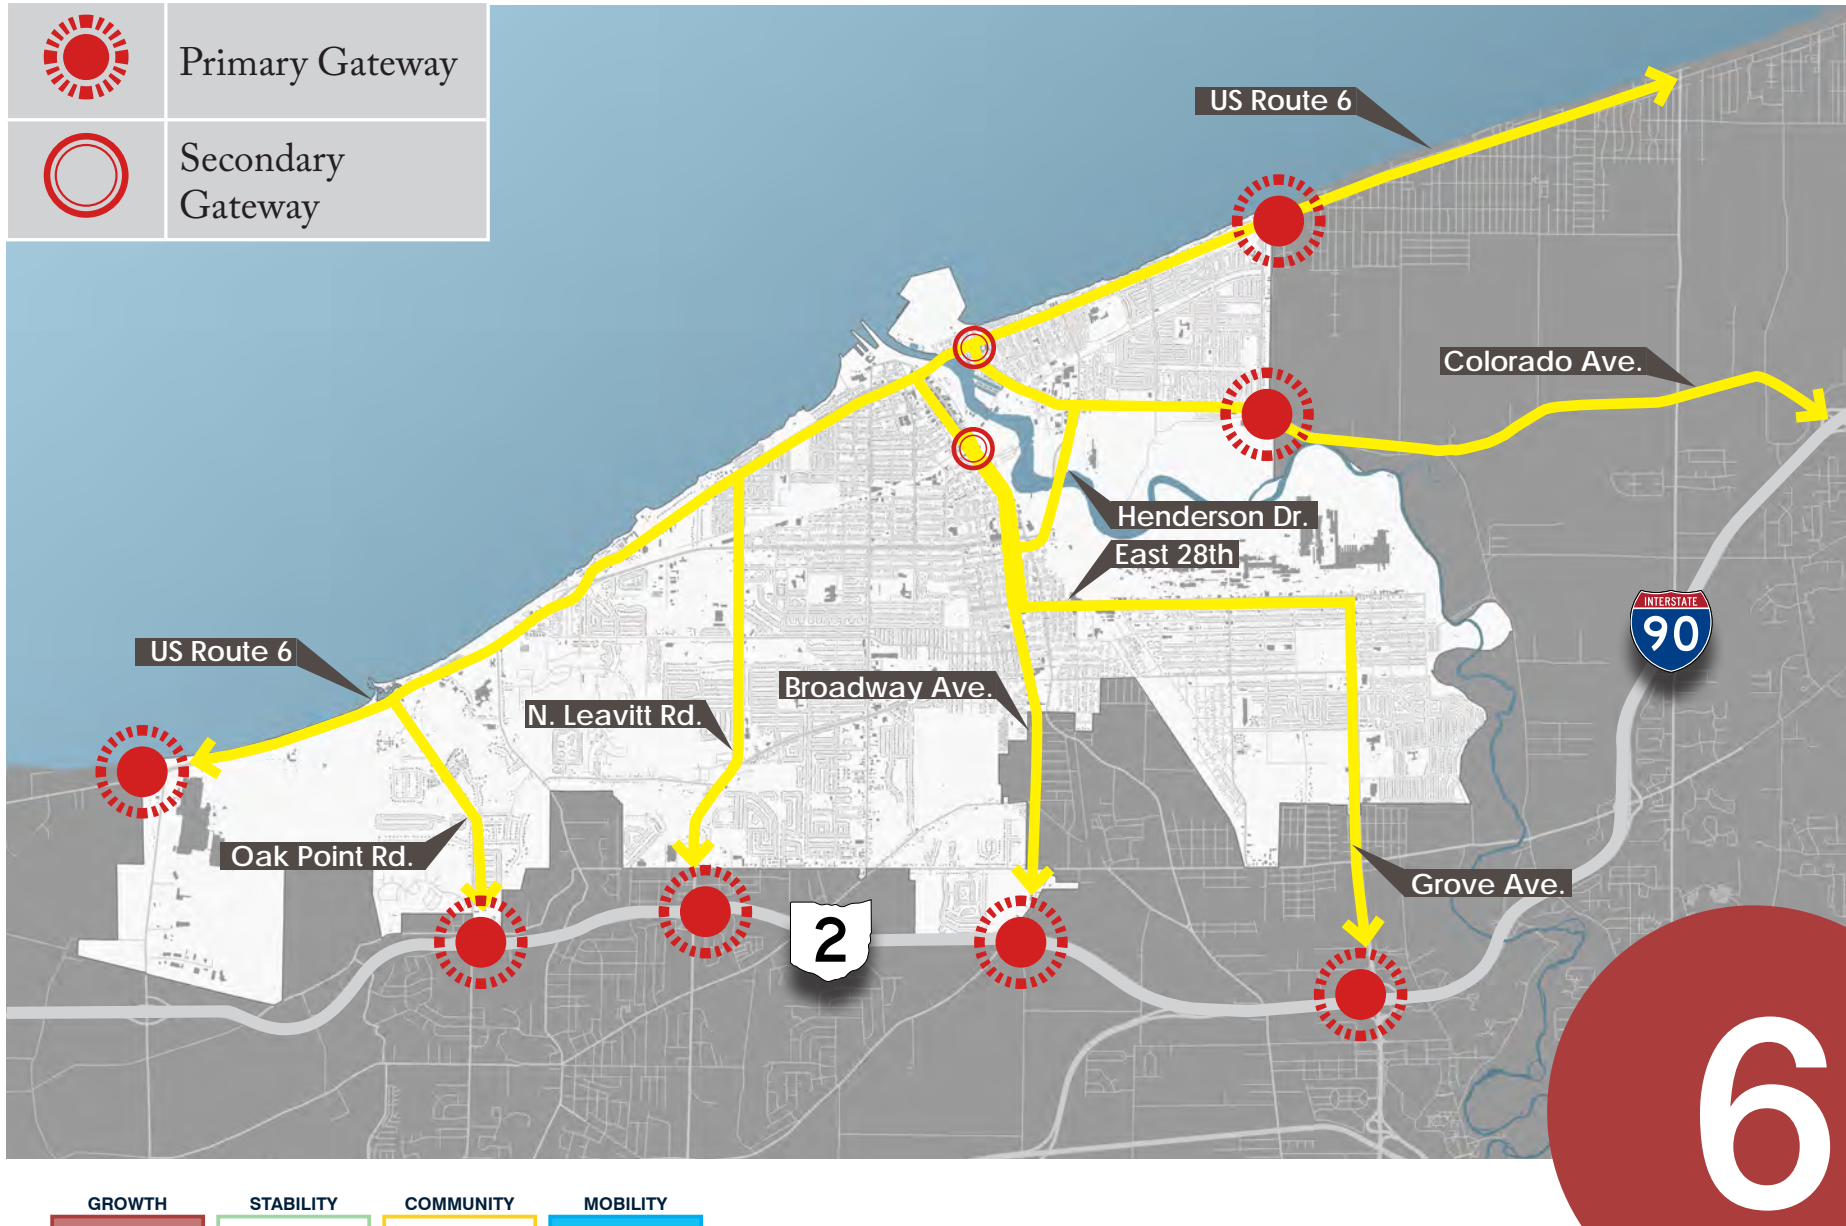 Primary Gateway
Secondary
Gateway
US Route 6
Colorado Ave.
Henderson Dr.
East 28th
INTERSTATE
90
US Route 6
Broadway Ave.
N. Leavitt Rd.
Oak Point Rd.
Grove Ave.
2
6
GROWTH
STABILITY
COMMUNITY
MOBILITY